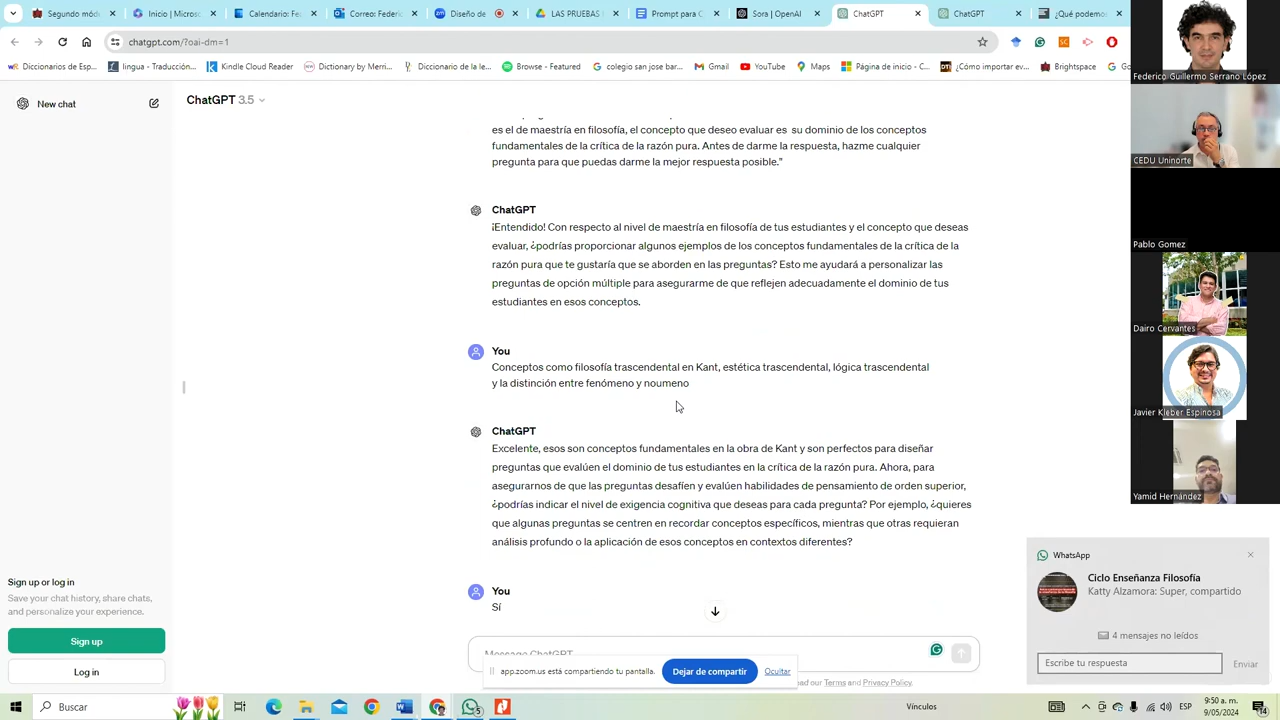 Segundo módu
Inicio | Microso
Calendario: Fed
Correo: Federic
Diseño de
LAS PRUEBAS
Prompt para C
Sora | OpenAI
ChatGPT
ChatGPT
¿Qué podemos
chatgpt.com/?oai-dm=1
Diccionarios de Esp...
lingua - Traducción...
Kindle Cloud Reader
Dictionary by Merri...
Diccionario de la le...
Browse - Featured
colegio san jose bar...
Gmail
YouTube
Maps
Página de inicio - C...
¿Cómo importar ev...
Brightspace
Go
New chat
ChatGPT 3.5
es el de maestría en filosofía, el concepto que deseo evaluar es su dominio de los conceptos
fundamentales de la crítica de la razón pura. Antes de darme la respuesta, hazme cualquier
pregunta para que puedas darme la mejor respuesta posible."
ChatGPT
¡Entendido! Con respecto al nivel de maestría en filosofía de tus estudiantes y el concepto que deseas
evaluar, ¿podrías proporcionar algunos ejemplos de los conceptos fundamentales de la crítica de la
razón pura que te gustaría que se aborden en las preguntas? Esto me ayudará a personalizar las
preguntas de opción múltiple para asegurarme de que reflejen adecuadamente el dominio de tus
estudiantes en esos conceptos.
You
Conceptos como filosofía trascendental en Kant, estética trascendental, lógica trascendental
y la distinción entre fenómeno y noumeno
ChatGPT
Excelente, esos son conceptos fundamentales en la obra de Kant y son perfectos para diseñar
preguntas que evalúen el dominio de tus estudiantes en la crítica de la razón pura. Ahora, para
asegurarnos de que las preguntas desafíen y evalúen habilidades de pensamiento de orden superior,
¿podrías indicar el nivel de exigencia cognitiva que deseas para cada pregunta? Por ejemplo, ¿quieres
que algunas preguntas se centren en recordar conceptos específicos, mientras que otras requieran
análisis profundo o la aplicación de esos conceptos en contextos diferentes?
You
Sí
Message ChatGPT
app.zoom.us está compartiendo tu pantalla.
Dejar de compartir
Ocultar
ad our Terms and Privacy Policy.
Sign up or log in
Save your chat history, share chats,
and personalize your experience.
Sign up
Log in
Federico Guillermo Serrano López
CEDU Uninorte
Pablo Gomez
Dairo Cervantes
Javier Kleber Espinosa
Yamid Hernández
WhatsApp
Ciclo Enseñanza Filosofía
Katty Alzamora: Super, compartido
4 mensajes no leídos
Escribe tu respuesta
Enviar
Buscar
Vínculos
ESP
9:50 a. m.
9/05/2024